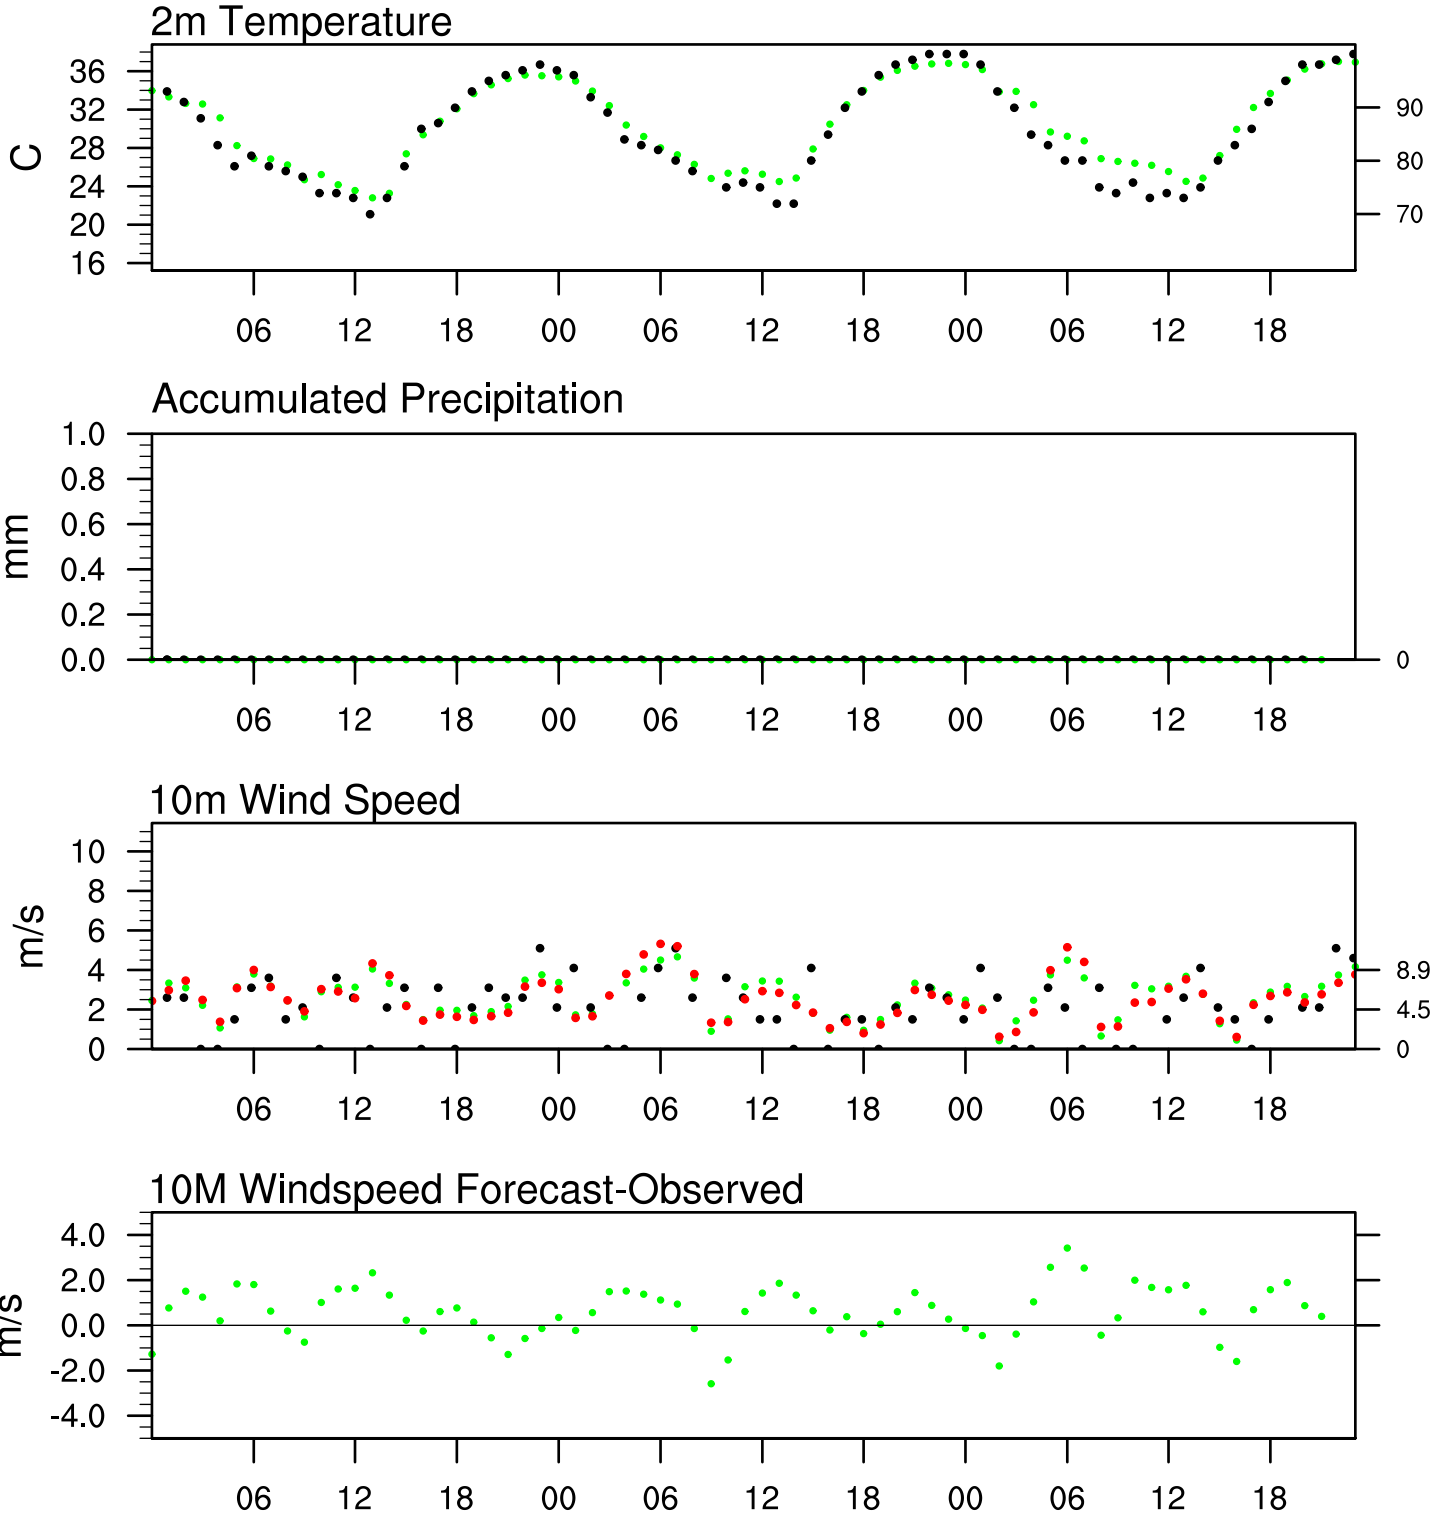 2m Temperature
36
32
28
24
20
16
C
90
80
70
06 12 18 00 06 12 18 00 06 12 18
Accumulated Precipitation
1.0
0.8
0.6
0.4
0.2
0.0
mm
0
06 12 18 00 06 12 18 00 06 12 18
10m Wind Speed
10
8
6
4
2
0
m/s
8.9
4.5
0
06 12 18 00 06 12 18 00 06 12 18
10M Windspeed Forecast-Observed
4.0
2.0
0.0
-2.0
-4.0
m/s
06 12 18 00 06 12 18 00 06 12 18